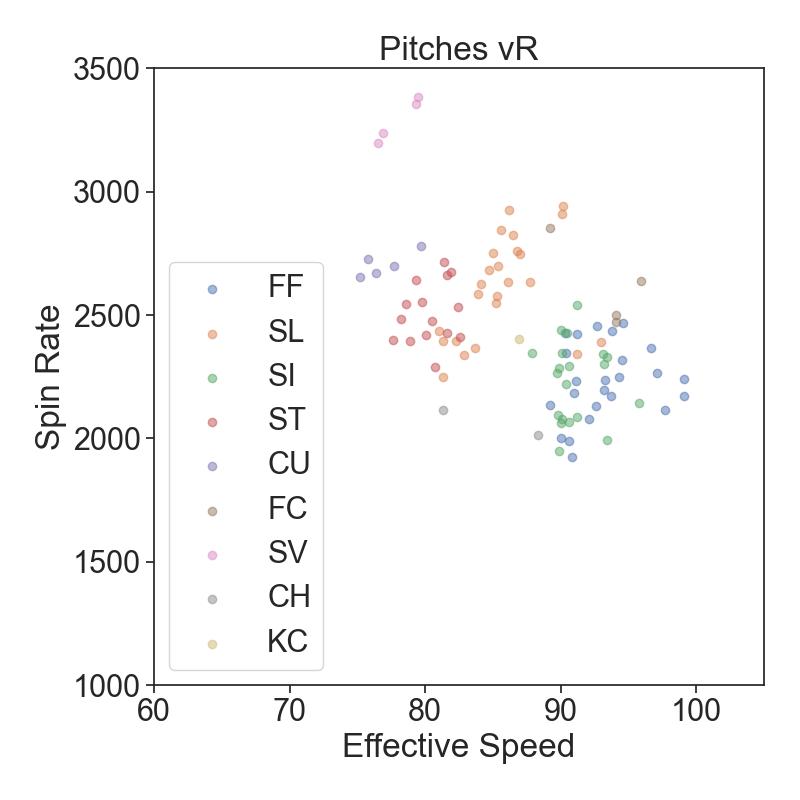 Pitches vR
3500
3000
2500
2000
1500
1000
Spin Rate
FF
SL
SI
ST
CU
FC
SV
CH
KC
60 70 80 90 100
Effective Speed